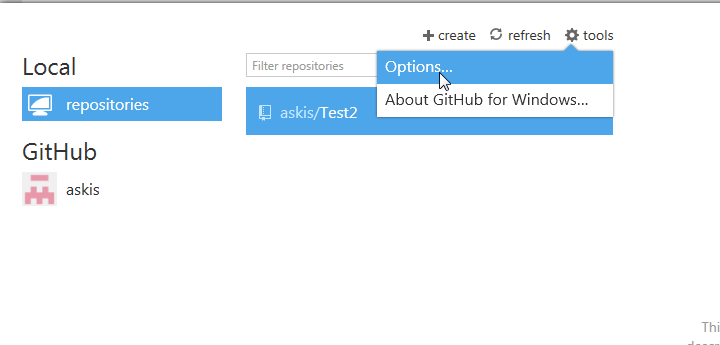 create refresh tools
Local
Filter repositories
Options...
repositories
About GitHub for Windows...
askis/Test2
GitHub
askis